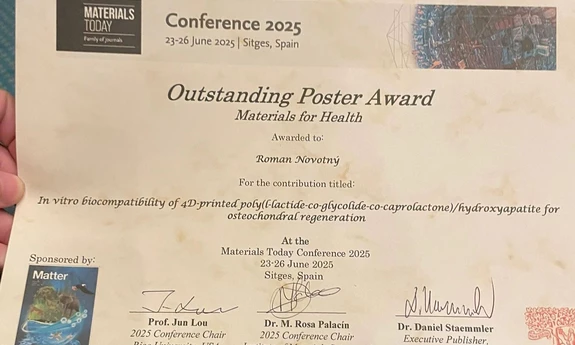 MATERIALS
TODAY
Family of journals
Conference 2025
23-26 June 2025 | Sitges, Spain
Outstanding Poster Award
Materials for Health
Awarded to:
Roman Novotný
For the contribution titled:
In vitro biocompatibility of 4D-printed poly(l-lactide-co-glycolide-co-caprolactone)/hydroxyapatite for
osteochondral regeneration
At the
Materials Today Conference 2025
23-26 June 2025
Sitges, Spain
Sponsored by:
Matter
Prof. Jun Lou
2025 Conference Chair
Dr. M. Rosa Palacín
2025 Conference Chair
Dr. Daniel Staemmler
Executive Publisher,